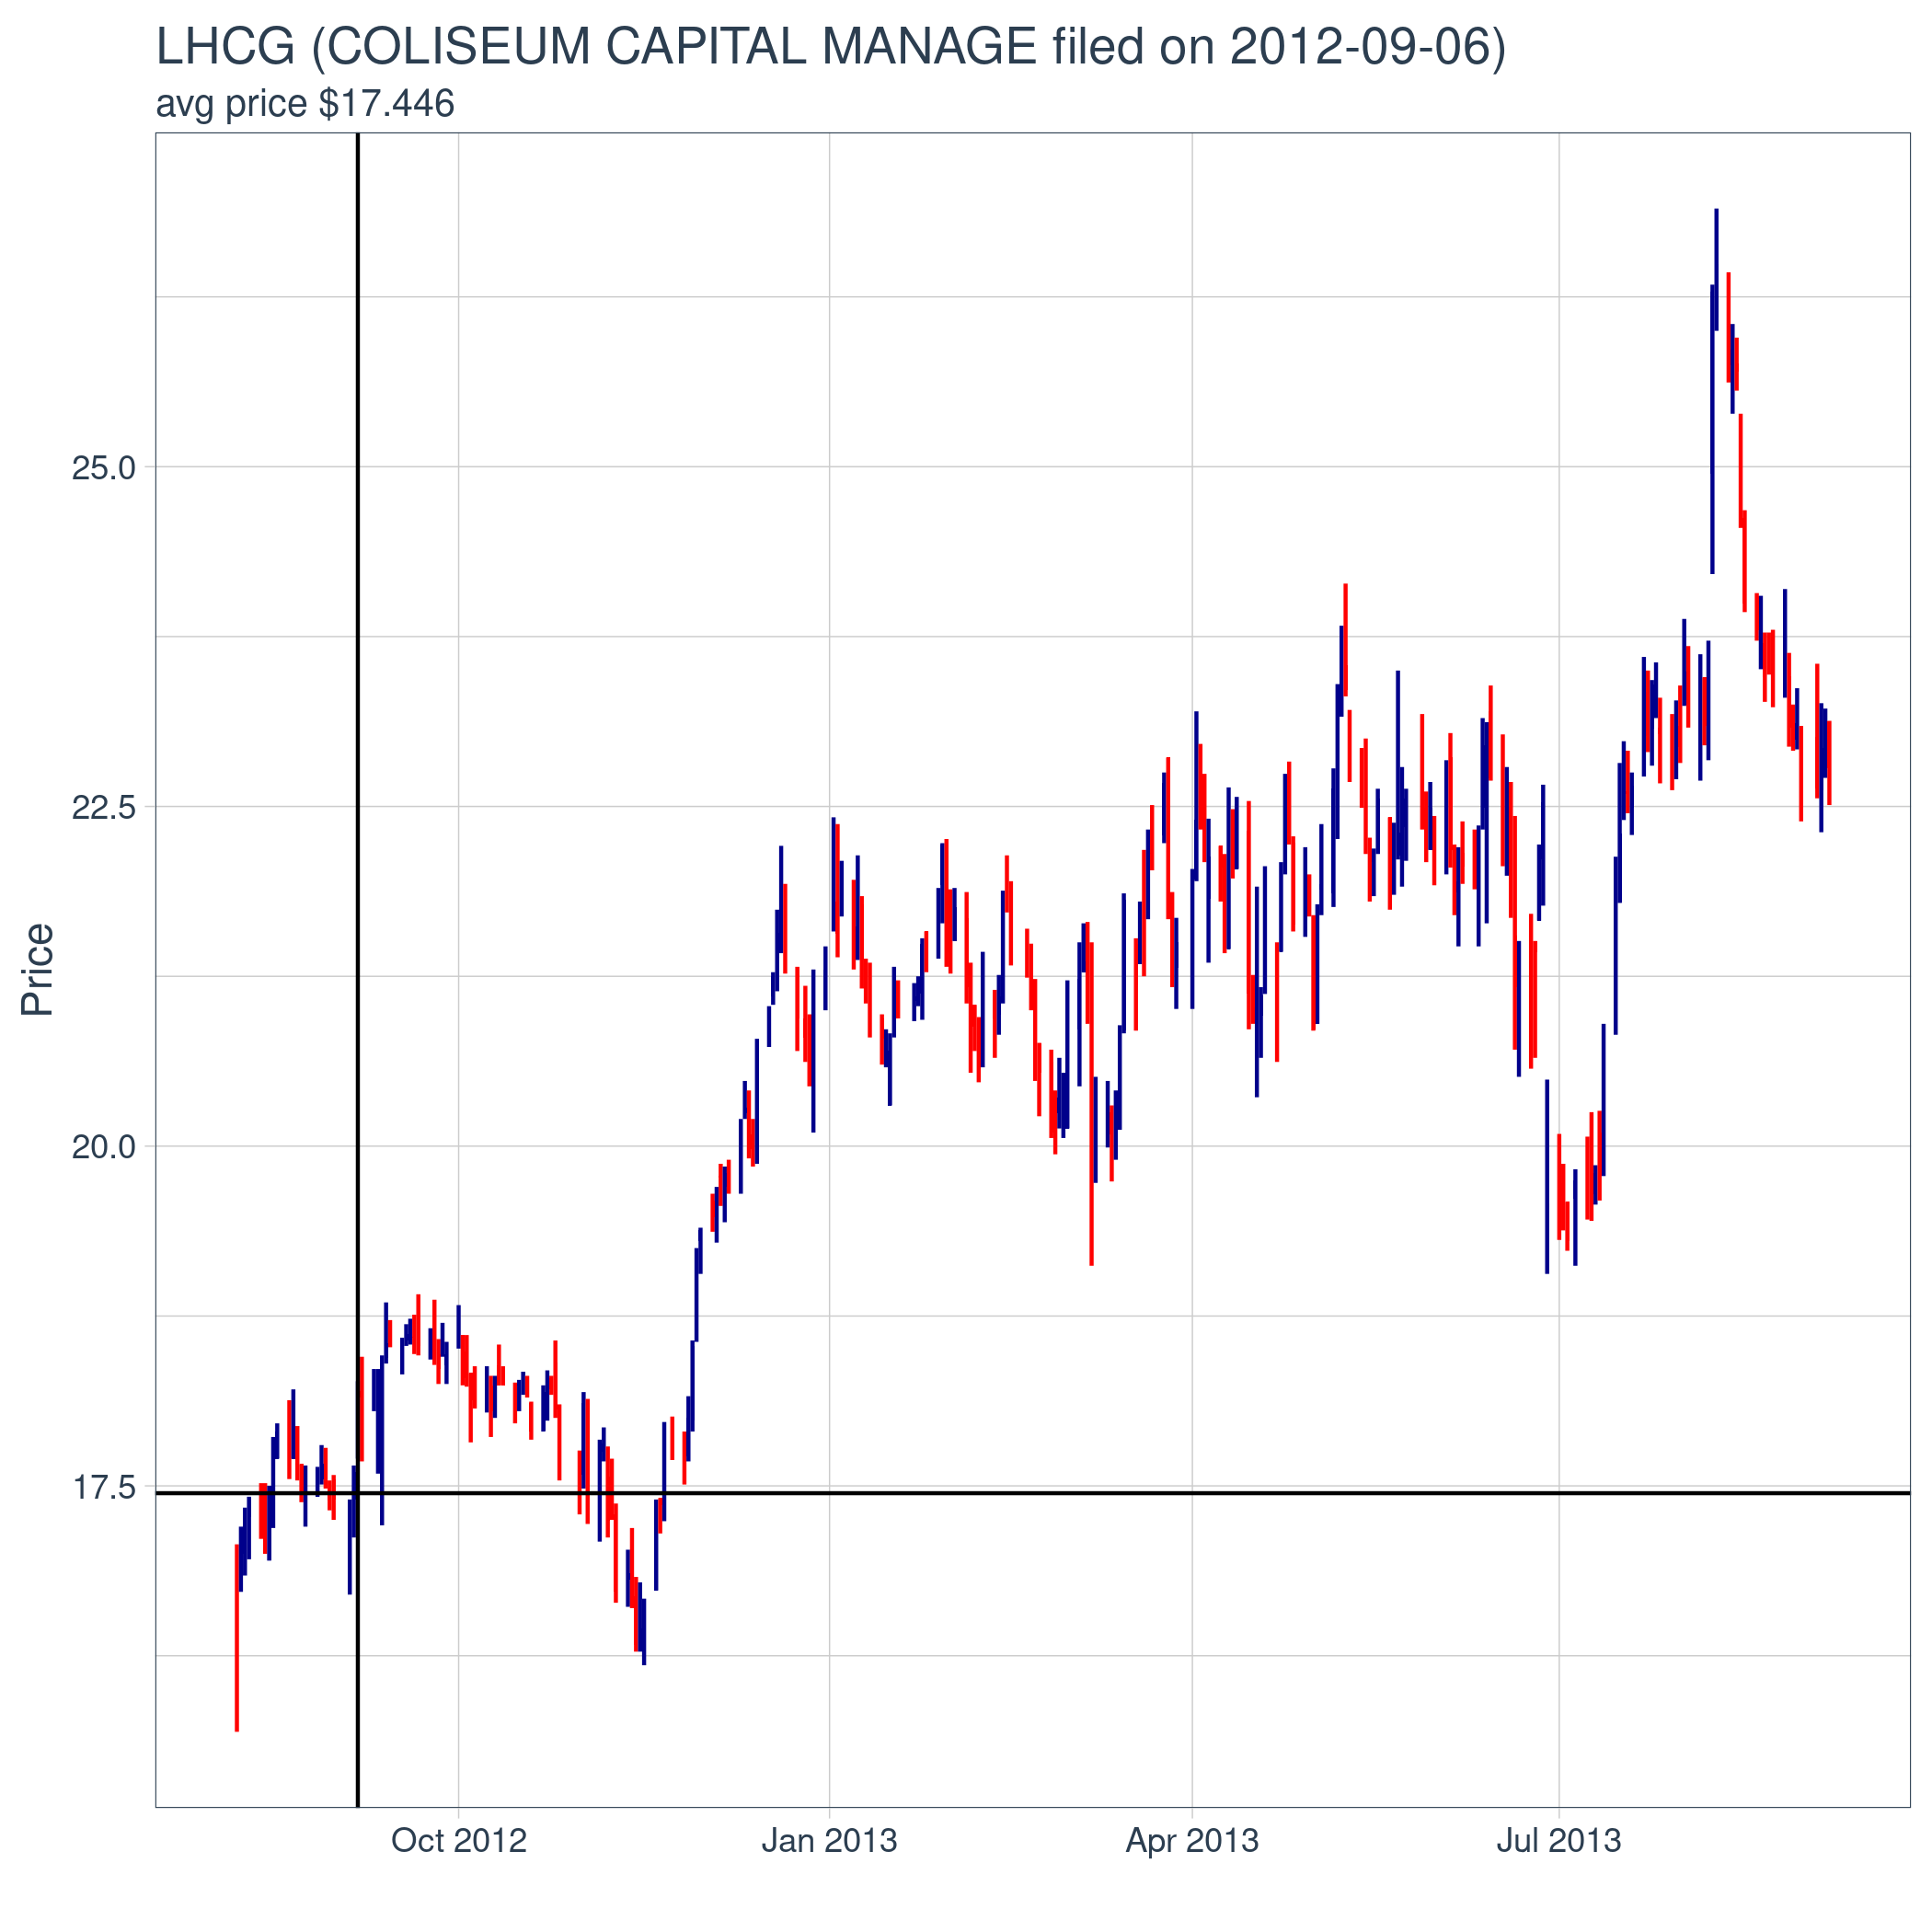 LHCG (COLISEUM CAPITAL MANAGE filed on 2012-09-06)
avg price $17.446
25.0
22.5
Price
20.0
17.5
Oct 2012
Jan 2013
Apr 2013
Jul 2013